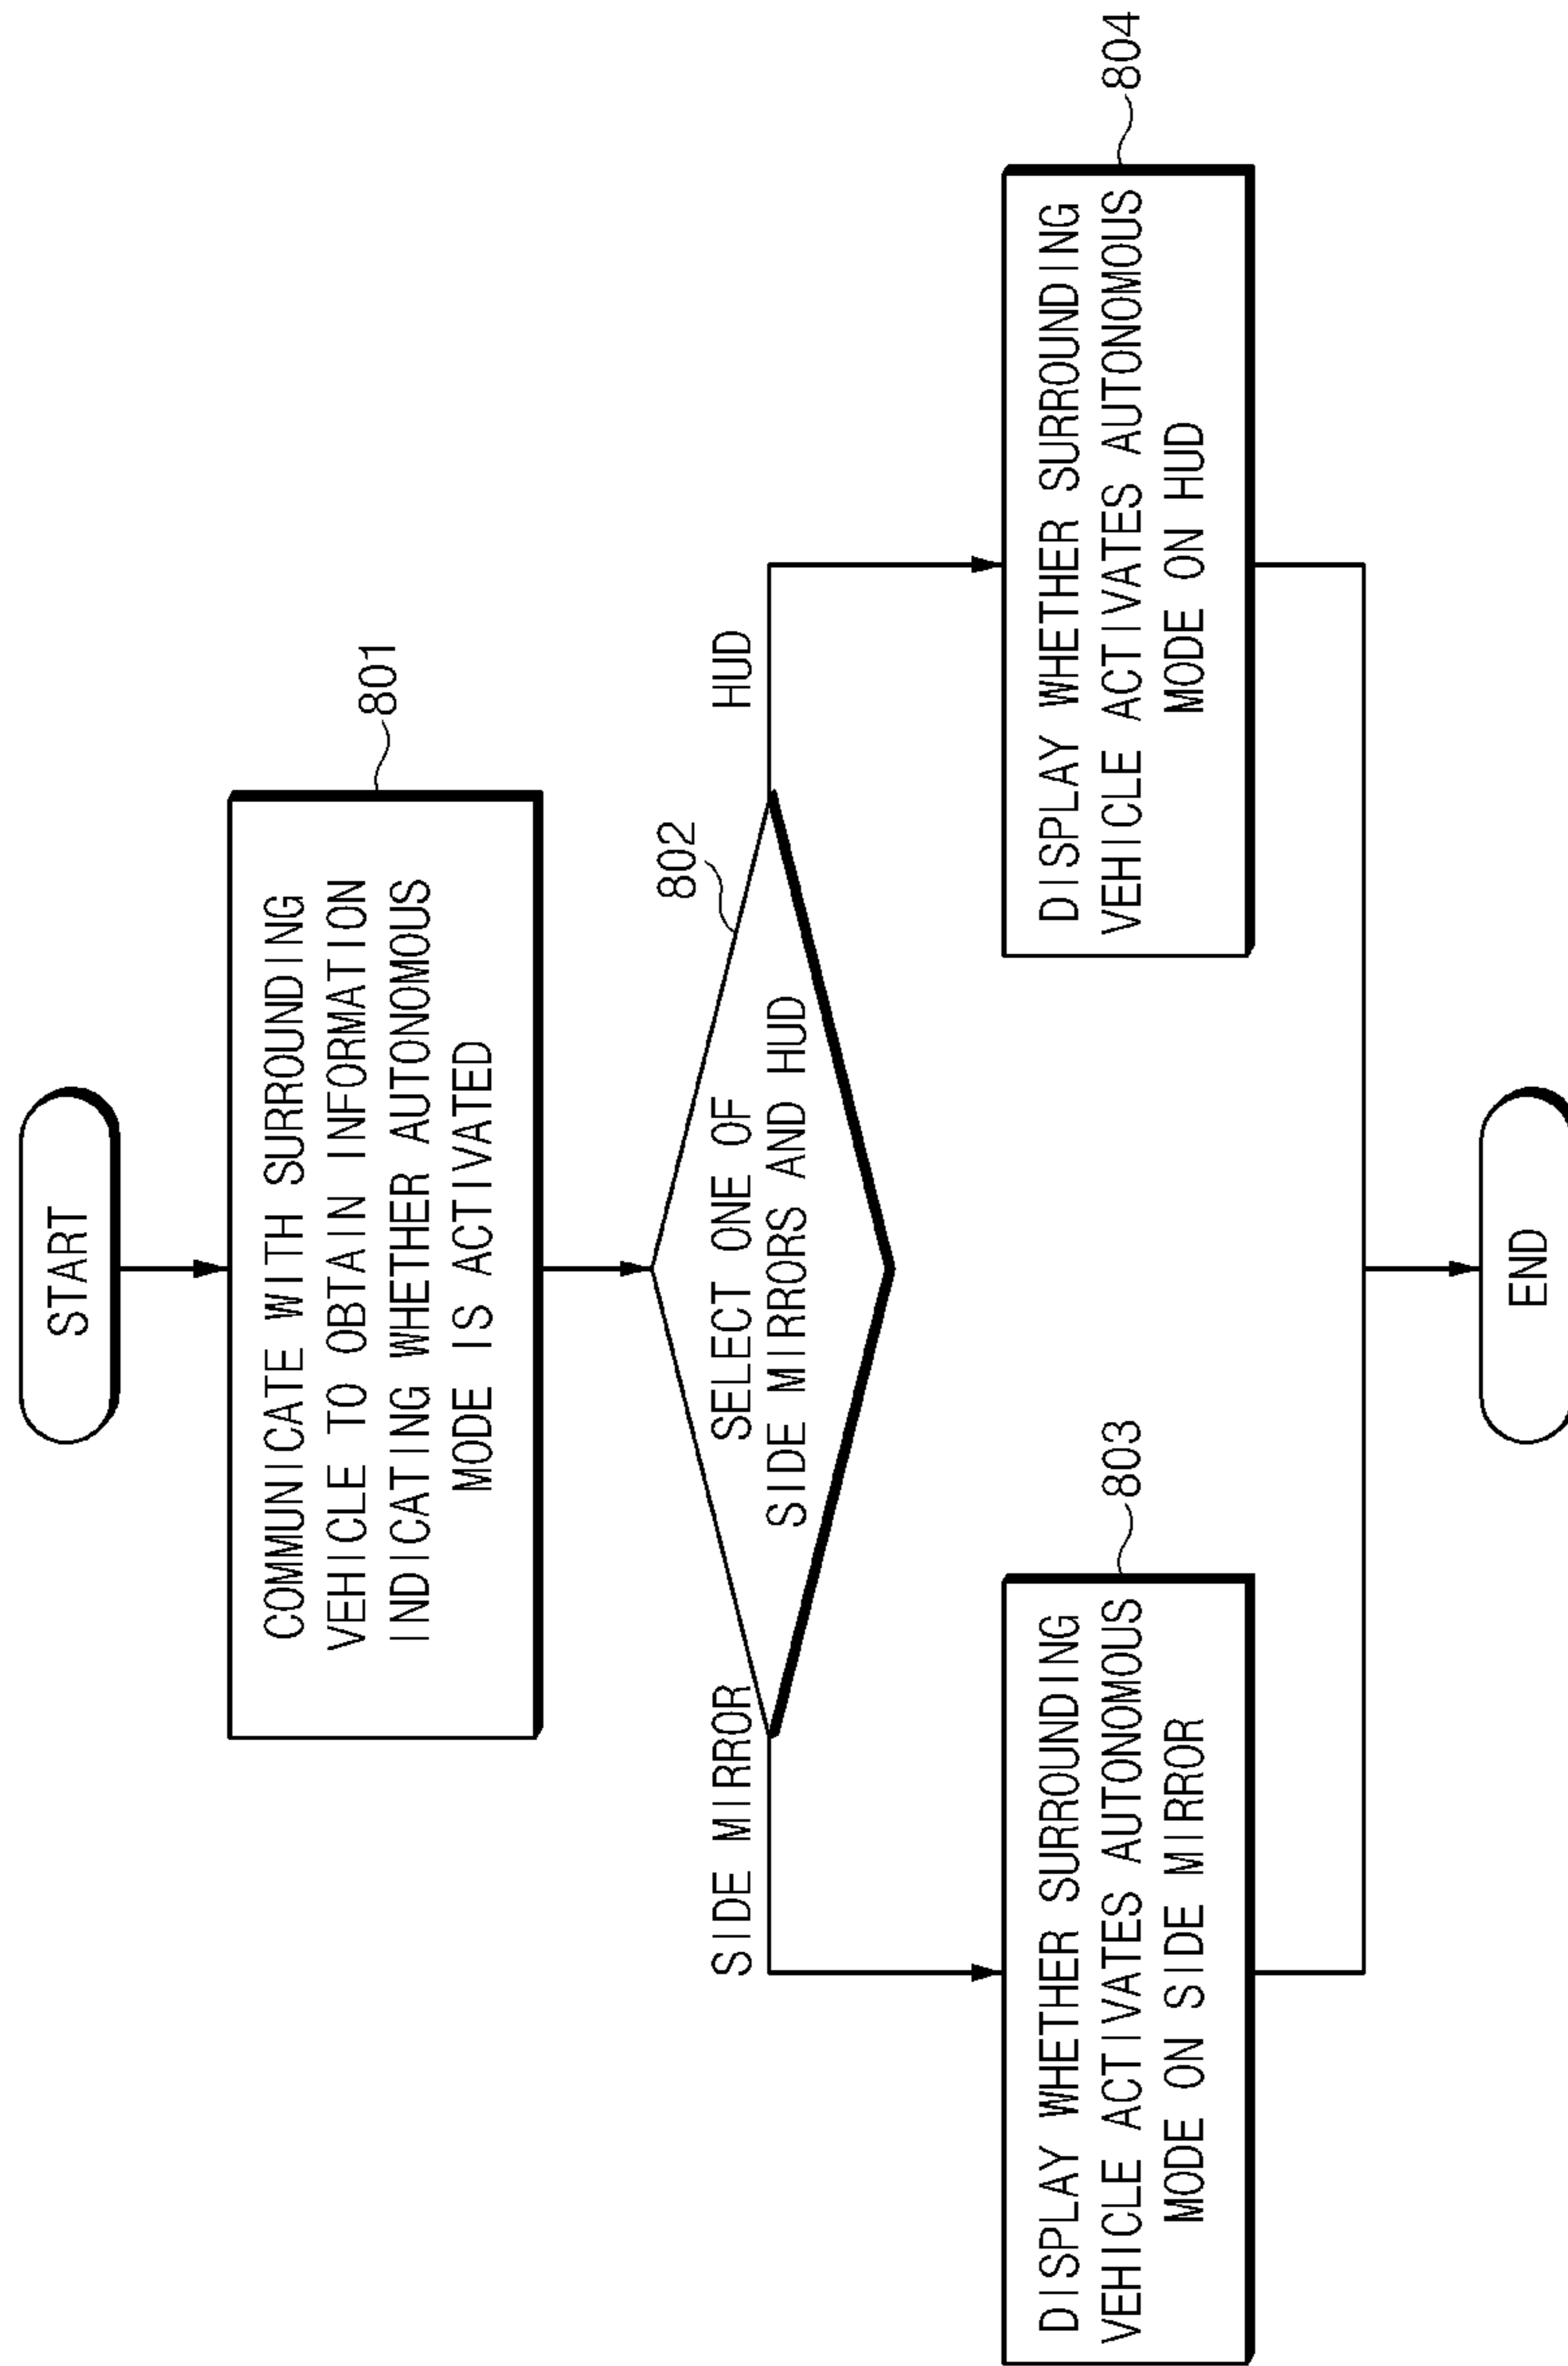 START
801
COMMUNICATE WITH SURROUNDING
VEHICLE TO OBTAIN INFORMATION
INDICATING WHETHER AUTONOMOUS
MODE IS ACTIVATED
802
SIDE MIRROR
SELECT ONE OF
SIDE MIRRORS AND HUD
HUD
803
DISPLAY WHETHER SURROUNDING
VEHICLE ACTIVATES AUTONOMOUS
MODE ON SIDE MIRROR
804
DISPLAY WHETHER SURROUNDING
VEHICLE ACTIVATES AUTONOMOUS
MODE ON HUD
END